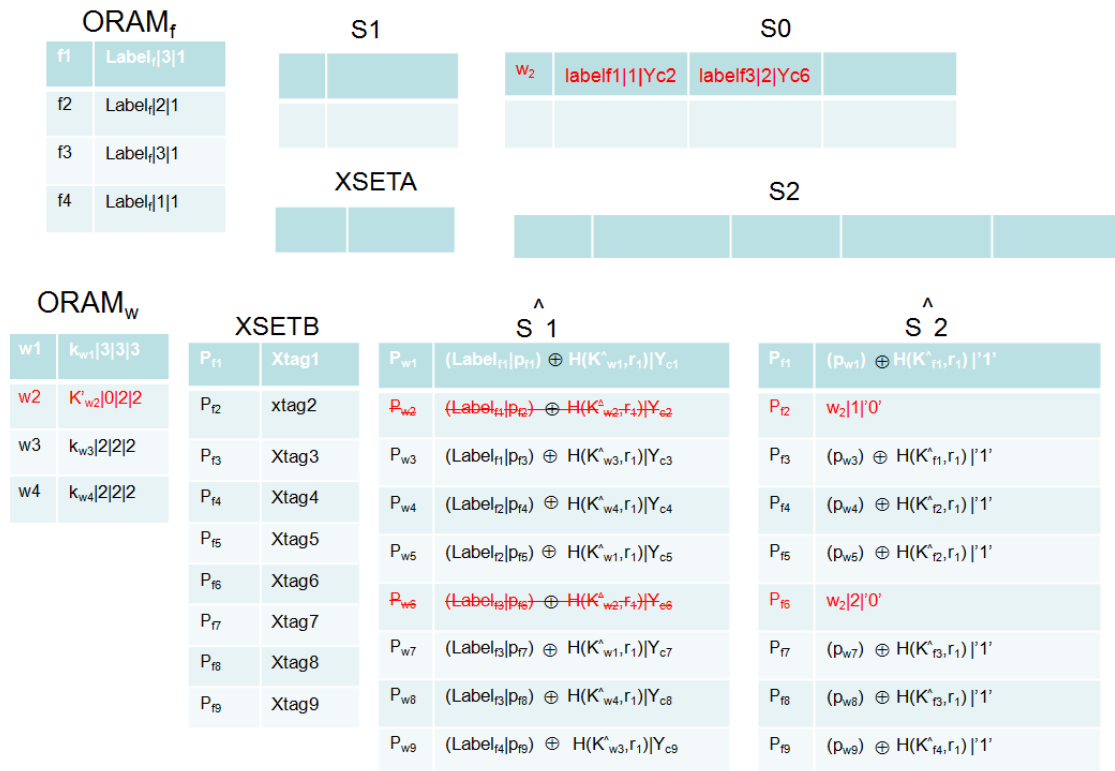 ORAMf
f1 Labelf|3|1
f2 Labelf|2|1
f3 Labelf|3|1
f4 Labelf|1|1
S1
S0
w2 labelf1|1|Yc2 labelf3|2|Yc6
XSETA
S2
ORAMw
w1 kw1|3|3|3
w2 K'w2|0|2|2
w3 kw3|2|2|2
w4 kw4|2|2|2
XSETB
Pf1 Xtag1
Pf2 xtag2
Pf3 Xtag3
Pf4 Xtag4
Pf5 Xtag5
Pf6 Xtag6
Pf7 Xtag7
Pf8 Xtag8
Pf9 Xtag9
^
S 1
Pw1 (Labelf1|pf1) ⊕ H(K^w1,r1)|Yc1
Pw2 (Labelf1|pf2) ⊕ H(K^w2,r1)|Yc2
Pw3 (Labelf1|pf3) ⊕ H(K^w3,r1)|Yc3
Pw4 (Labelf2|pf4) ⊕ H(K^w4,r1)|Yc4
Pw5 (Labelf2|pf5) ⊕ H(K^w1,r1)|Yc5
Pw6 (Labelf3|pf6) ⊕ H(K^w2,r1)|Yc6
Pw7 (Labelf3|pf7) ⊕ H(K^w1,r1)|Yc7
Pw8 (Labelf3|pf8) ⊕ H(K^w4,r1)|Yc8
Pw9 (Labelf4|pf9) ⊕ H(K^w3,r1)|Yc9
^
S 2
Pf1 (pw1) ⊕H(K^f1,r1) |'1'
Pf2 w2|1|'0'
Pf3 (pw3) ⊕ H(K^f1,r1) |'1'
Pf4 (pw4) ⊕ H(K^f2,r1) |'1'
Pf5 (pw5) ⊕ H(K^f2,r1) |'1'
Pf6 w2|2|'0'
Pf7 (pw7) ⊕ H(K^f3,r1) |'1'
Pf8 (pw8) ⊕ H(K^f3,r1) |'1'
Pf9 (pw9) ⊕ H(K^f4,r1) |'1'